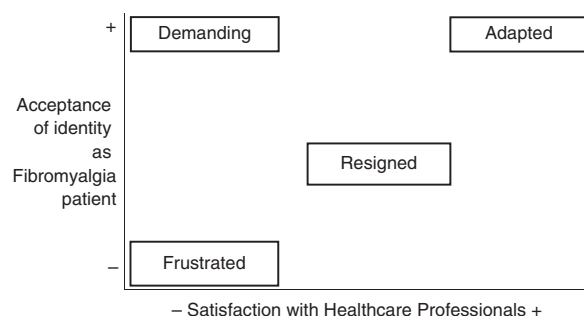 +
Demanding
Adapted
Acceptance
of identity
as
Fibromyalgia
patient
Resigned
Frustrated
–
– Satisfaction with Healthcare Professionals +